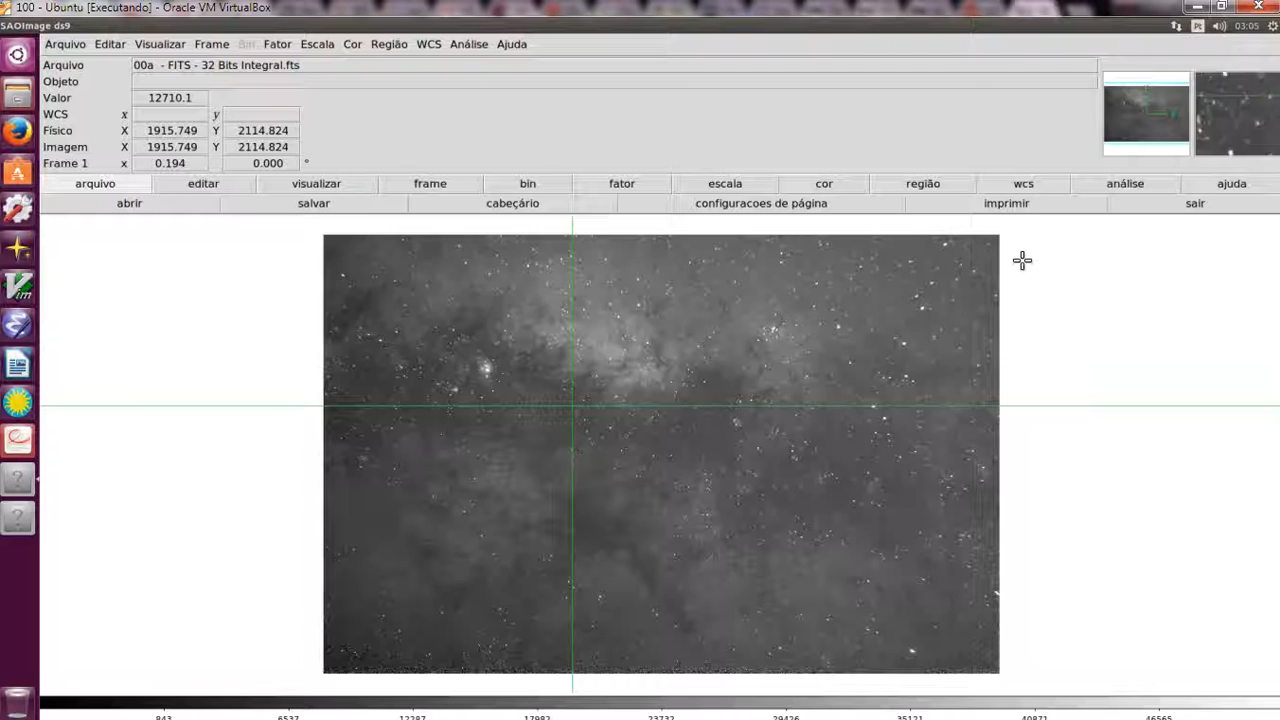 100 - Ubuntu [Executando] - Oracle VM VirtualBox
SAOImage ds9 Pt 03:05
Arquivo Editar Visualizar Frame Bin Fator Escala Cor Região WCS Análise Ajuda
Arquivo 00a - FITS - 32 Bits Integral.fts
Objeto
Valor 12710.1
WCS x y
Físico X 1915.749 Y 2114.824
Imagem X 1915.749 Y 2114.824
Frame 1 x 0.194 0.000 °
arquivo editar visualizar frame bin fator escala cor região wcs análise ajuda
abrir salvar cabeçário configuracoes de página imprimir sair
843 6537 12287 17982 23732 29426 35121 40871 46565